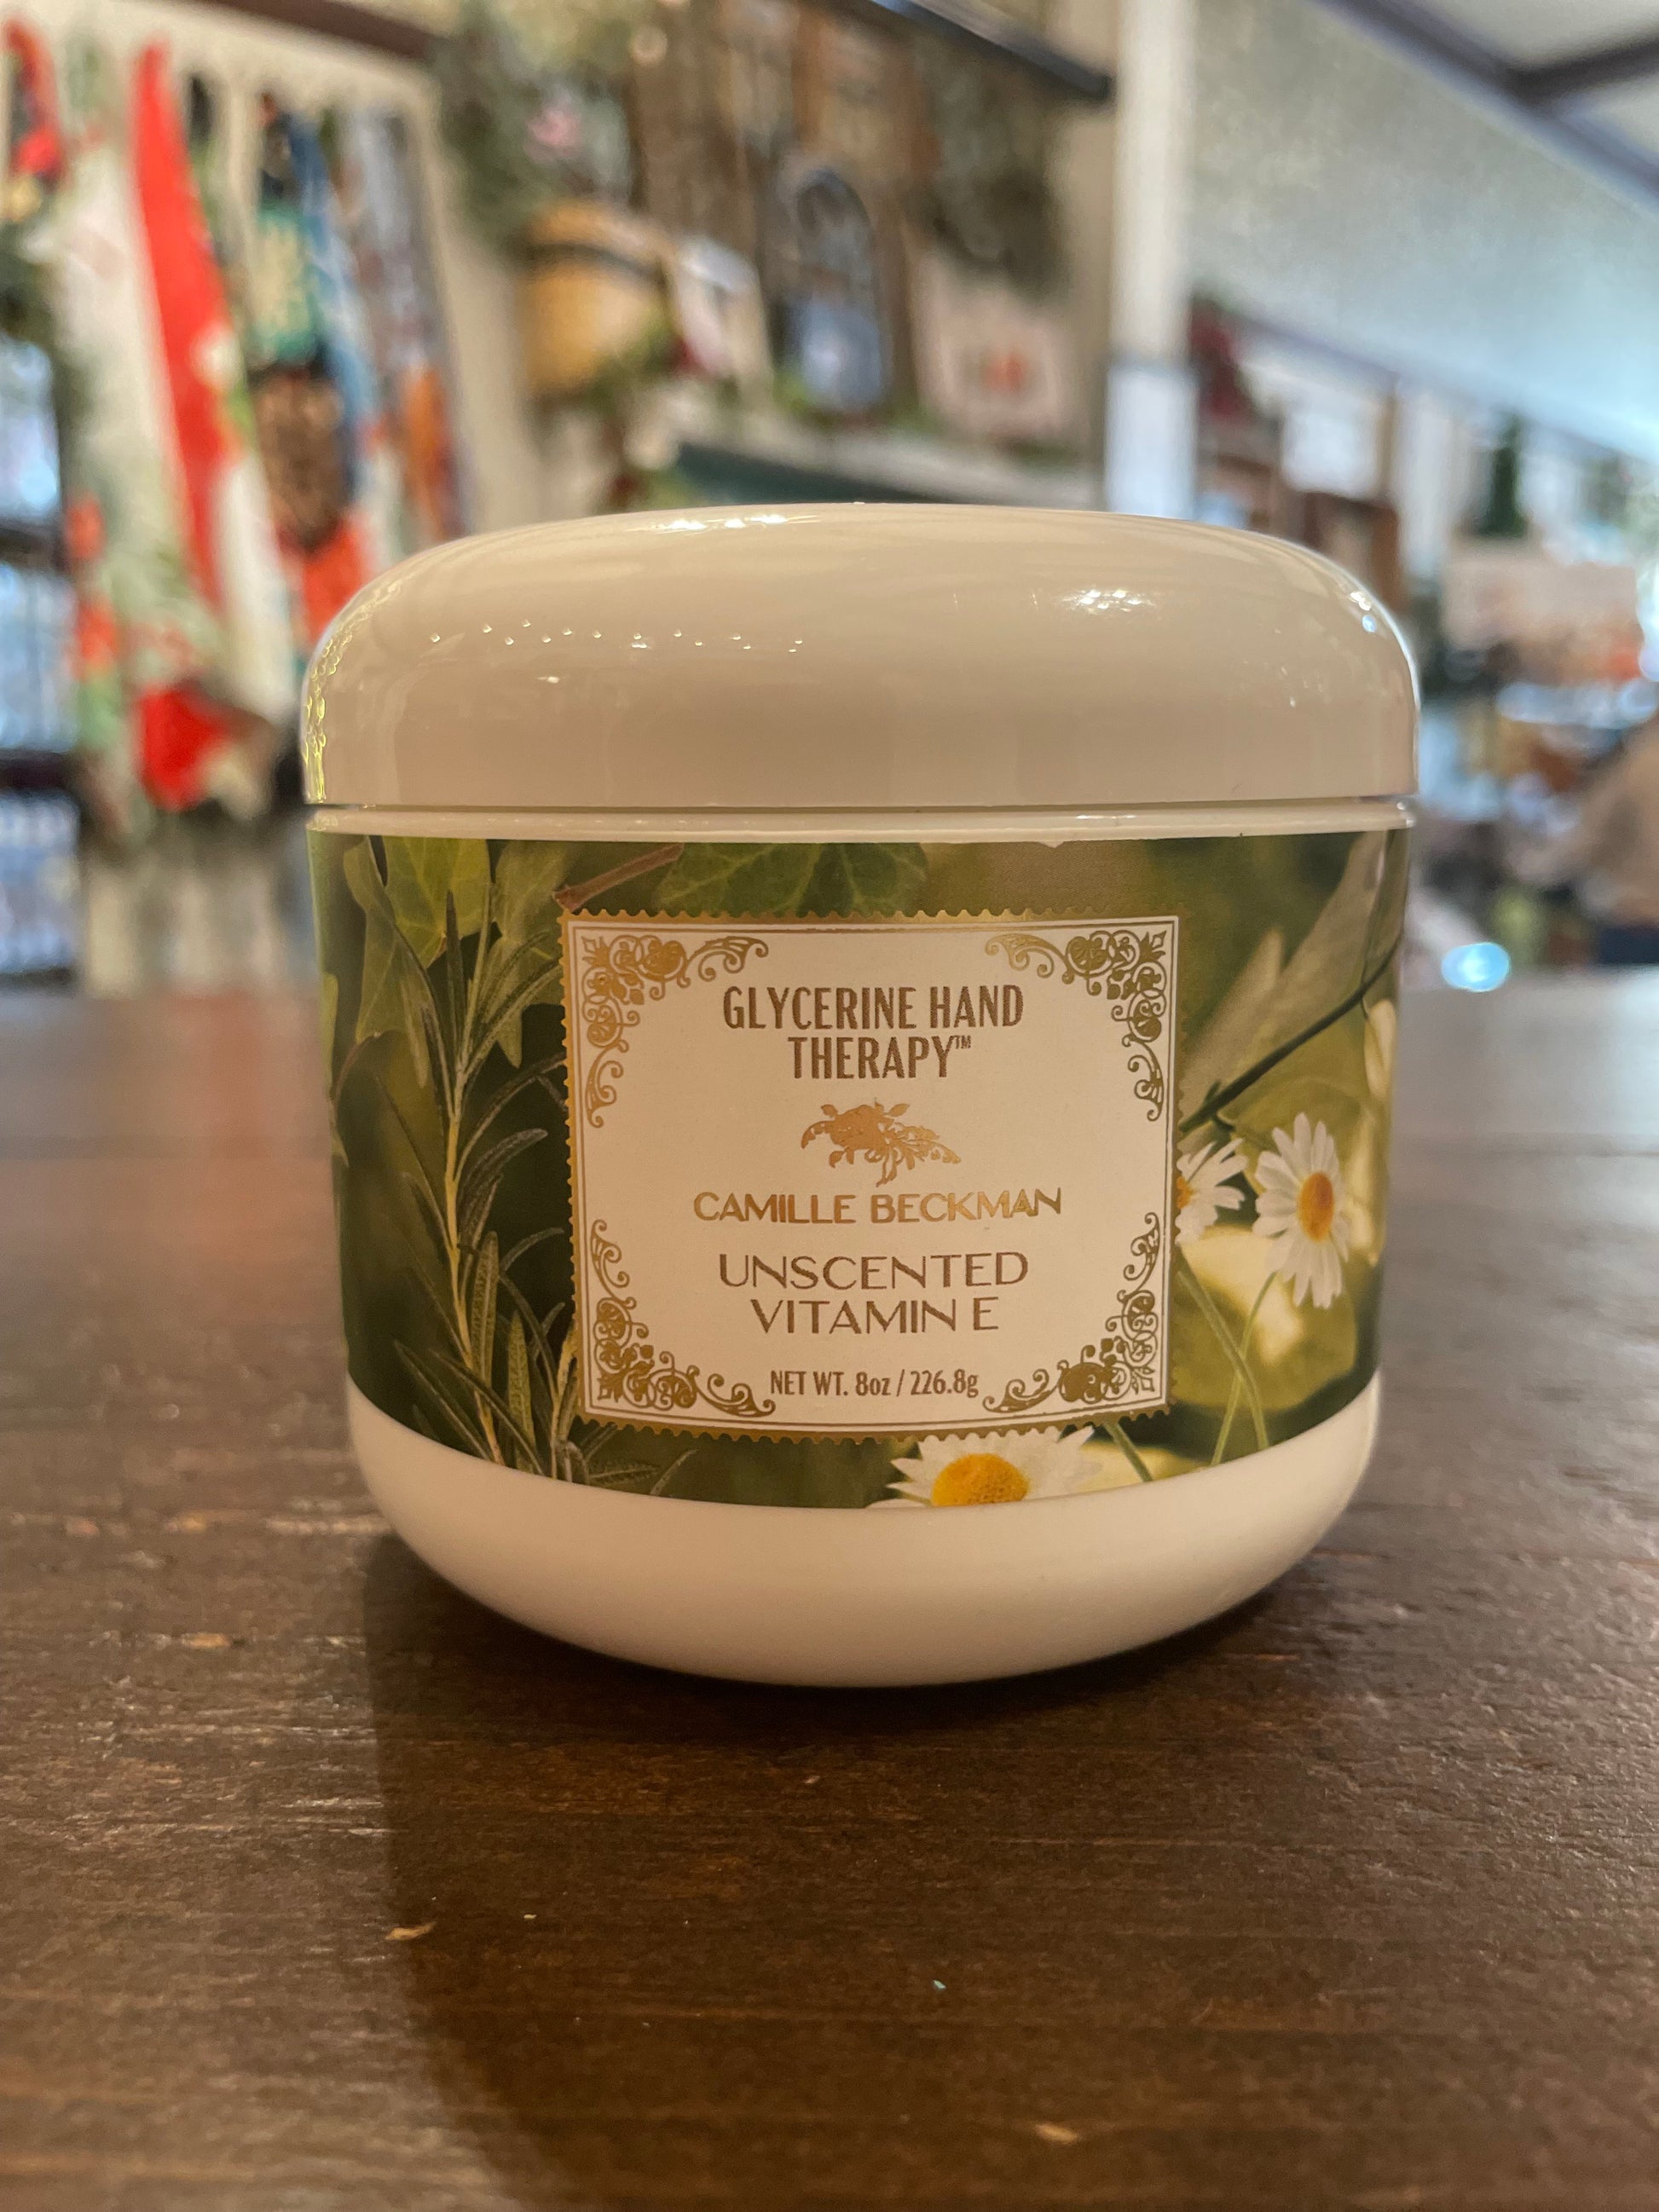 GLYCERINE HAND
THERAPY™
CAMILLE BECKMAN
UNSCENTED
VITAMIN E
NET WT. 8oz / 226.8g